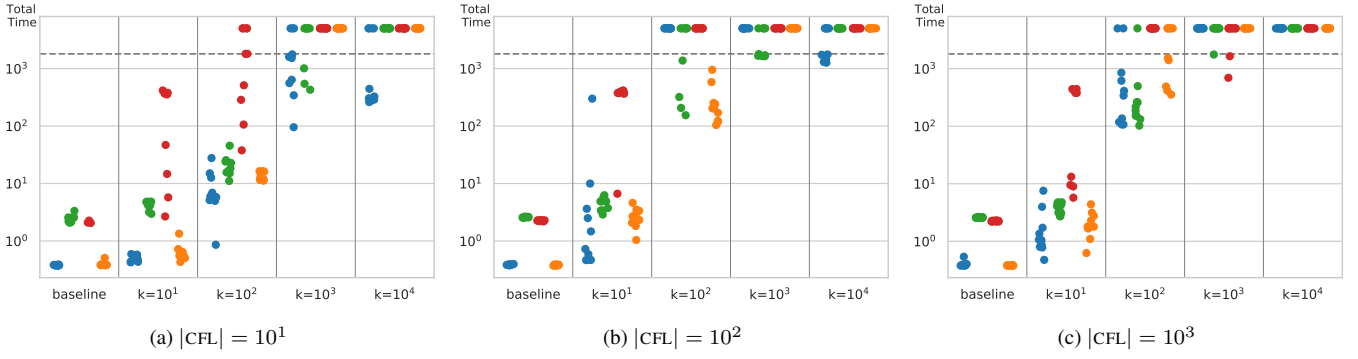 Total
Time
10³
10²
10¹
10⁰
baseline
k=10¹
k=10²
k=10³
k=10⁴
(a) |CFL| = 10¹
Total
Time
10³
10²
10¹
10⁰
baseline
k=10¹
k=10²
k=10³
k=10⁴
(b) |CFL| = 10²
Total
Time
10³
10²
10¹
10⁰
baseline
k=10¹
k=10²
k=10³
k=10⁴
(c) |CFL| = 10³